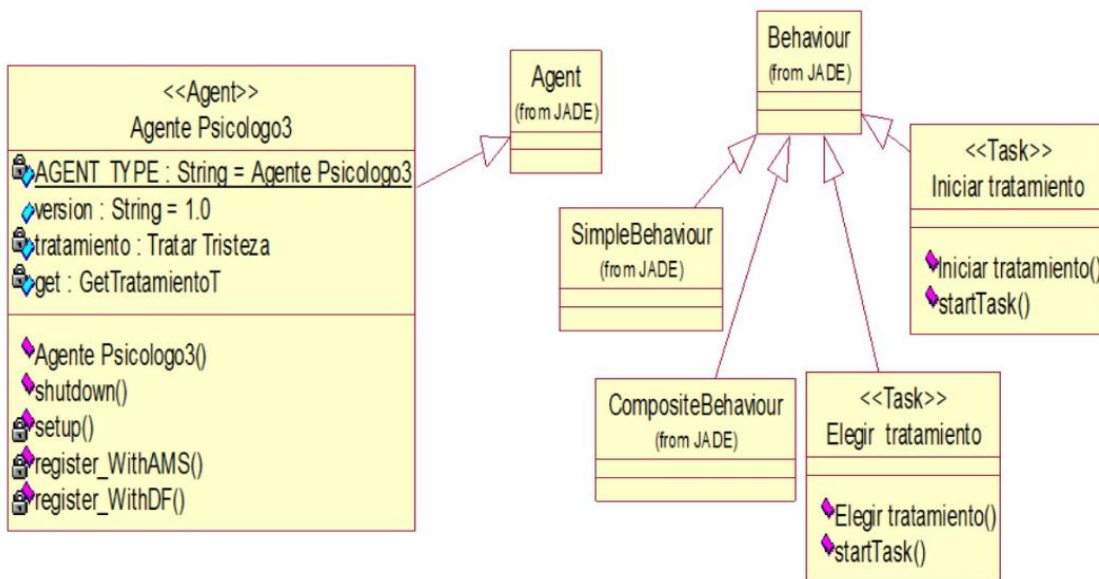 <<Agent>>
Agente Psicologo3
AGENT_TYPE : String = Agente Psicologo3
version : String = 1.0
tratamiento : Tratar Tristeza
get : GetTratamientoT
Agente Psicologo3()
shutdown()
setup()
register_WithAMS()
register_WithDF()
Agent
(from JADE)
Behaviour
(from JADE)
SimpleBehaviour
(from JADE)
CompositeBehaviour
(from JADE)
<<Task>>
Elegir tratamiento
Elegir tratamiento()
startTask()
<<Task>>
Iniciar tratamiento
Iniciar tratamiento()
startTask()